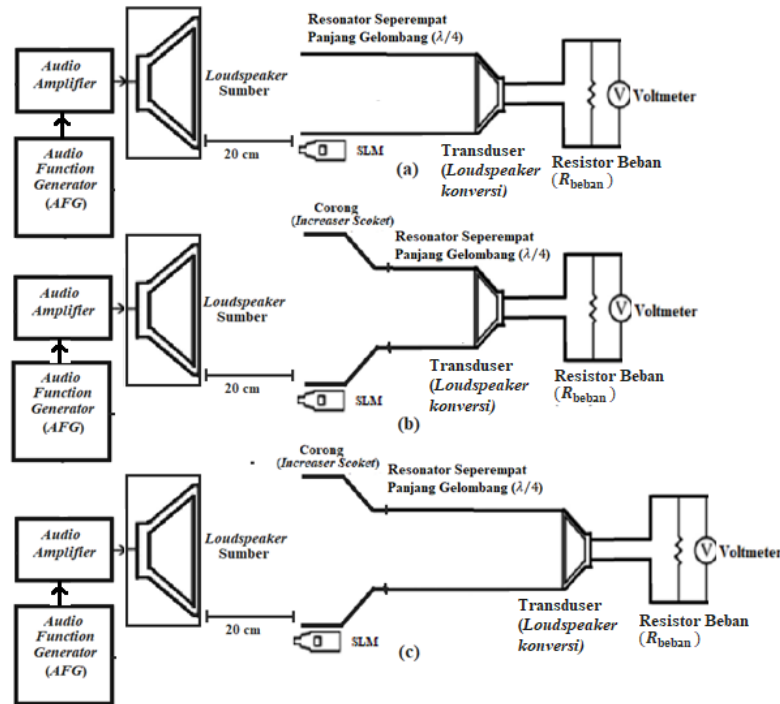 Resonator Seperempat
Panjang Gelombang (λ/4)
Audio
Amplifier
Loudspeaker
Sumber
V
Voltmeter
20 cm
SLM
(a)
Transduser
(Loudspeaker
konversi)
Resistor Beban
(R beban)
Audio
Function
Generator
(AFG)
Corong
(Increaser Scoket)
Resonator Seperempat
Panjang Gelombang (λ/4)
Audio
Amplifier
Loudspeaker
Sumber
V
Voltmeter
20 cm
SLM
(b)
Transduser
(Loudspeaker
konversi)
Resistor Beban
(R beban)
Audio
Function
Generator
(AFG)
Corong
(Increaser Scoket)
Resonator Seperempat
Panjang Gelombang (λ/4)
Audio
Amplifier
Loudspeaker
Sumber
V
Voltmeter
20 cm
SLM
(c)
Transduser
(Loudspeaker
konversi)
Resistor Beban
(R beban)
Audio
Function
Generator
(AFG)